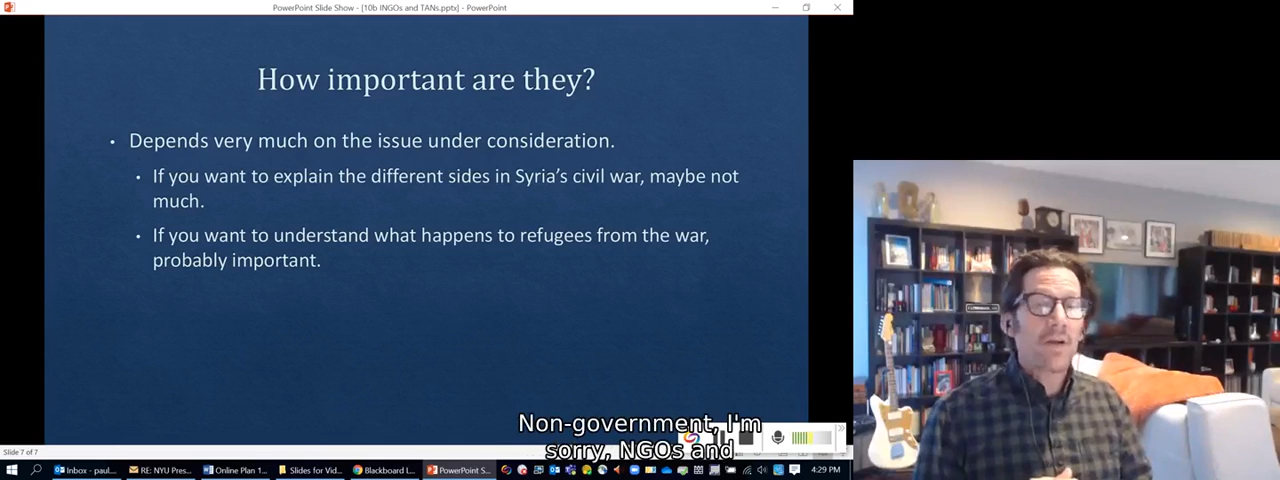 PowerPoint Slide Show - [10b INGOs and TANs.pptx] - PowerPoint
How important are they?
• Depends very much on the issue under consideration.
• If you want to explain the different sides in Syria's civil war, maybe not
much.
• If you want to understand what happens to refugees from the war,
probably important.
Non-government, I'm
sorry, NGOs and
Slide 7 of 7
Inbox - paul...
RE: NYU Pres...
Online Plan 1...
Slides for Vid...
Blackboard L...
PowerPoint S...
4:29 PM